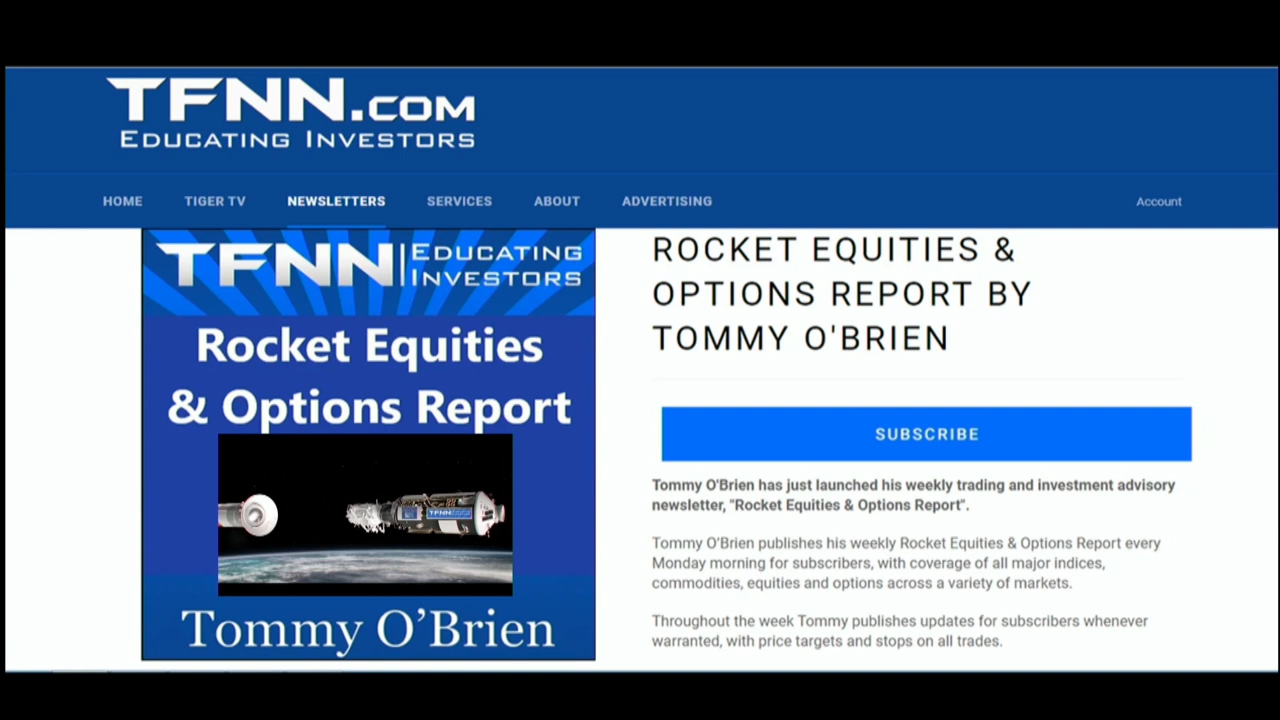 TFNN.COM
EDUCATING INVESTORS
HOME TIGER TV NEWSLETTERS SERVICES ABOUT ADVERTISING Account
TFNN EDUCATING
INVESTORS
Rocket Equities
& Options Report
Tommy O’Brien
ROCKET EQUITIES &
OPTIONS REPORT BY
TOMMY O'BRIEN
SUBSCRIBE
Tommy O'Brien has just launched his weekly trading and investment advisory
newsletter, "Rocket Equities & Options Report".
Tommy O’Brien publishes his weekly Rocket Equities & Options Report every
Monday morning for subscribers, with coverage of all major indices,
commodities, equities and options across a variety of markets.
Throughout the week Tommy publishes updates for subscribers whenever
warranted, with price targets and stops on all trades.